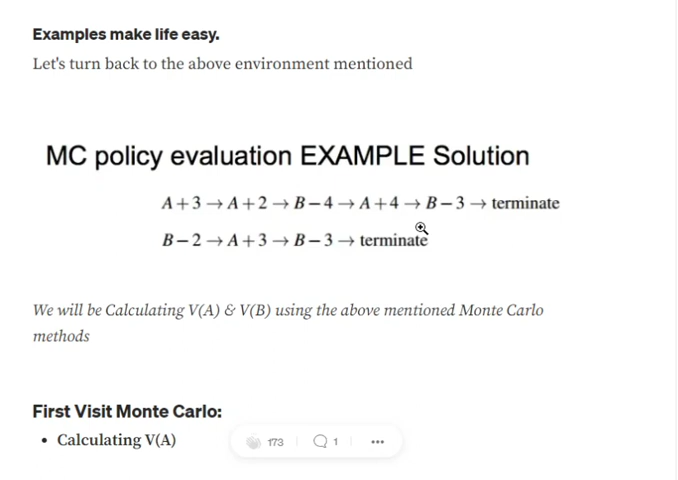 Examples make life easy.
Let's turn back to the above environment mentioned
MC policy evaluation EXAMPLE Solution
A+3 → A+2 → B−4 → A+4 → B−3 → terminate
B−2 → A+3 → B−3 → terminate
We will be Calculating V(A) & V(B) using the above mentioned Monte Carlo
methods
First Visit Monte Carlo:
• Calculating V(A)
173 1